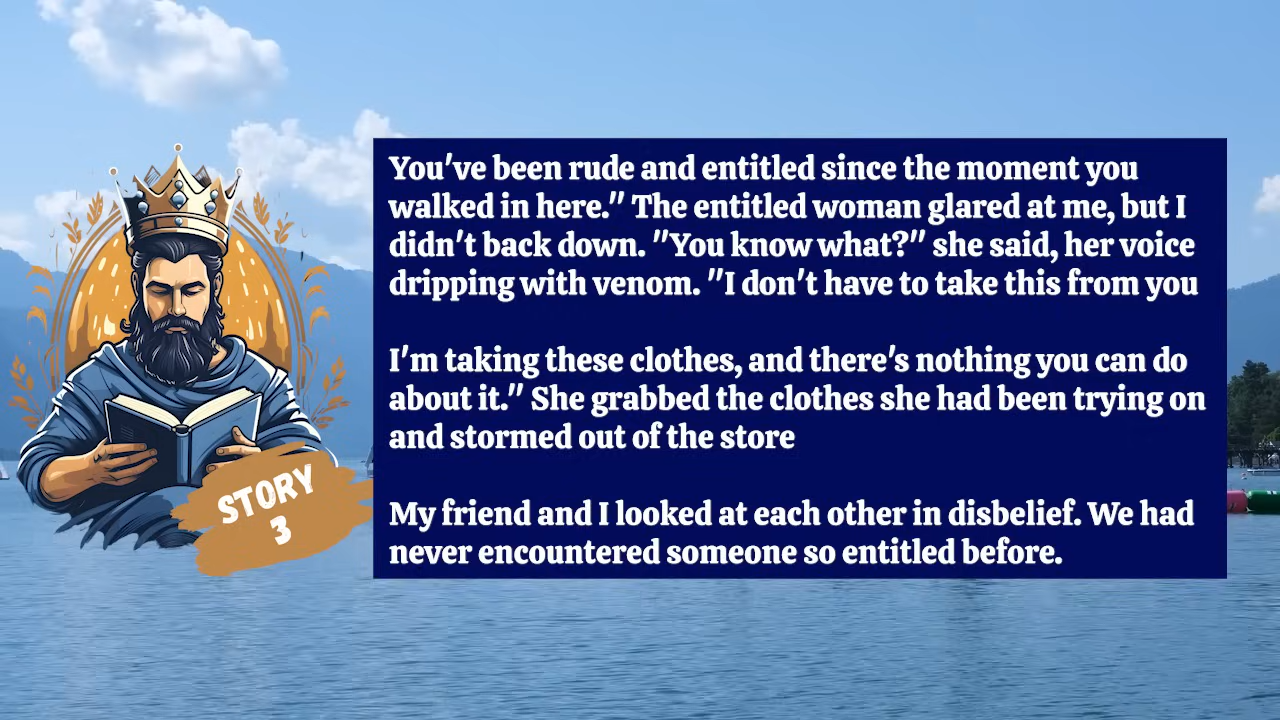 STORY
3
You've been rude and entitled since the moment you
walked in here." The entitled woman glared at me, but I
didn't back down. "You know what?" she said, her voice
dripping with venom. "I don't have to take this from you
I'm taking these clothes, and there's nothing you can do
about it." She grabbed the clothes she had been trying on
and stormed out of the store
My friend and I looked at each other in disbelief. We had
never encountered someone so entitled before.